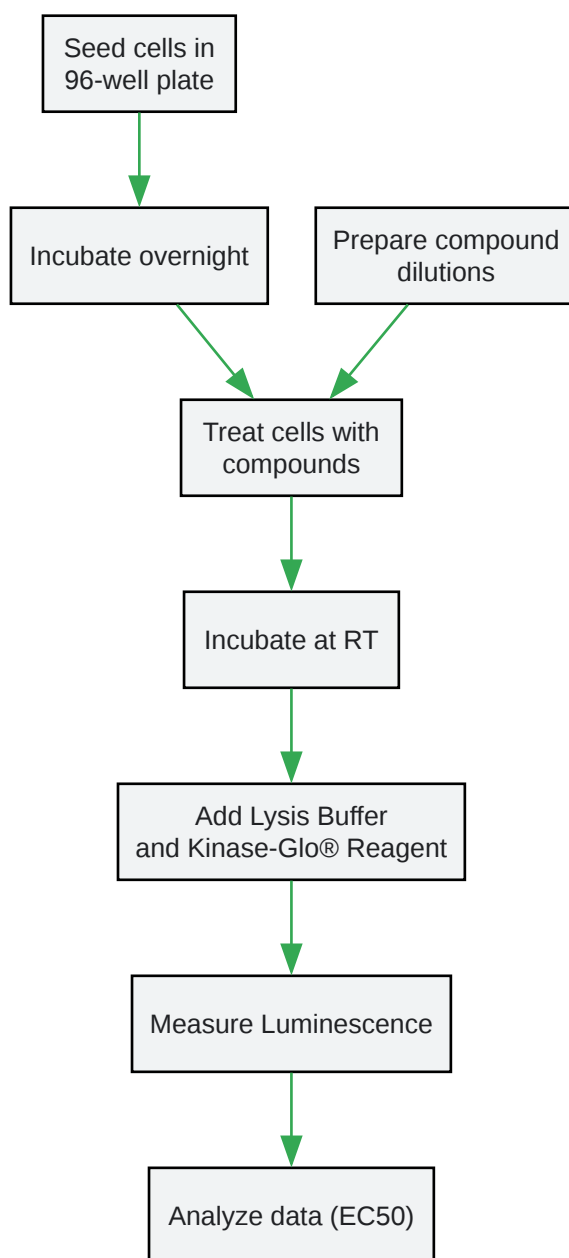 Seed cells in
96-well plate
Incubate overnight
Prepare compound
dilutions
Treat cells with
compounds
Incubate at RT
Add Lysis Buffer
and Kinase-Glo® Reagent
Measure Luminescence
Analyze data (EC50)